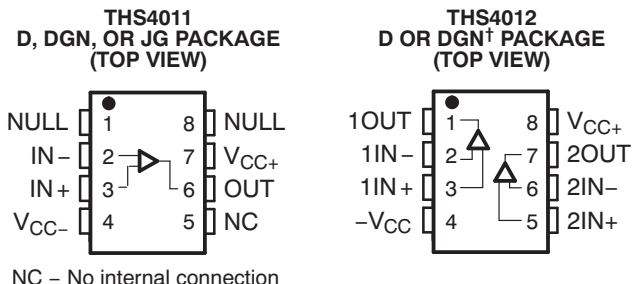 THS4011
D, DGN, OR JG PACKAGE
(TOP VIEW)
NULL 1 8 NULL
IN− 2 7 VCC+
IN+ 3 6 OUT
VCC− 4 5 NC
NC − No internal connection
THS4012
D OR DGN† PACKAGE
(TOP VIEW)
1OUT 1 8 VCC+
1IN− 2 7 2OUT
1IN+ 3 6 2IN−
−VCC 4 5 2IN+